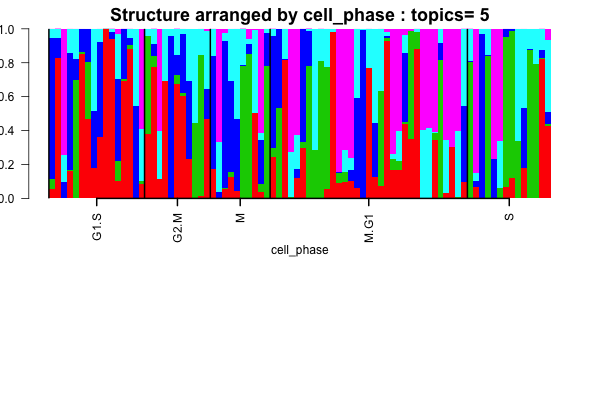 Structure arranged by cell_phase : topics= 5
1.0
0.8
0.6
0.4
0.2
0.0
G1.S
G2.M
M
M.G1
S
cell_phase